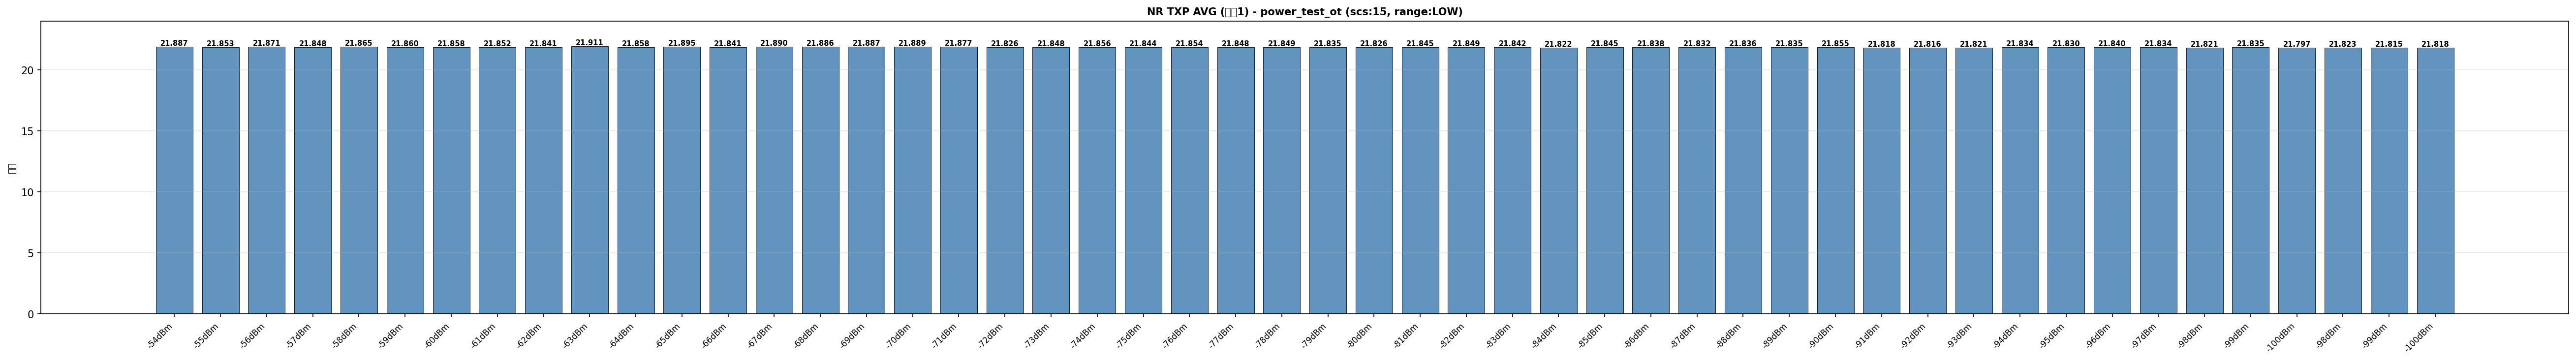 NR TXP AVG (1) - power_test_ot (scs:15, range:LOW)
21.887 21.853 21.871 21.848 21.865 21.860 21.858 21.852 21.841 21.911 21.858 21.895 21.841 21.890 21.886 21.887 21.889 21.877 21.826 21.848 21.856 21.844 21.854 21.848 21.849 21.835 21.826 21.845 21.849 21.842 21.822 21.845 21.838 21.832 21.836 21.835 21.855 21.818 21.816 21.821 21.834 21.830 21.840 21.834 21.821 21.835 21.797 21.823 21.815 21.818
20
15
10
5
0
-54dBm -55dBm -56dBm -57dBm -58dBm -59dBm -60dBm -61dBm -62dBm -63dBm -64dBm -65dBm -66dBm -67dBm -68dBm -69dBm -70dBm -71dBm -72dBm -73dBm -74dBm -75dBm -76dBm -77dBm -78dBm -79dBm -80dBm -81dBm -82dBm -83dBm -84dBm -85dBm -86dBm -87dBm -88dBm -89dBm -90dBm -91dBm -92dBm -93dBm -94dBm -95dBm -96dBm -97dBm -98dBm -99dBm -100dBm -98dBm -99dBm -100dBm